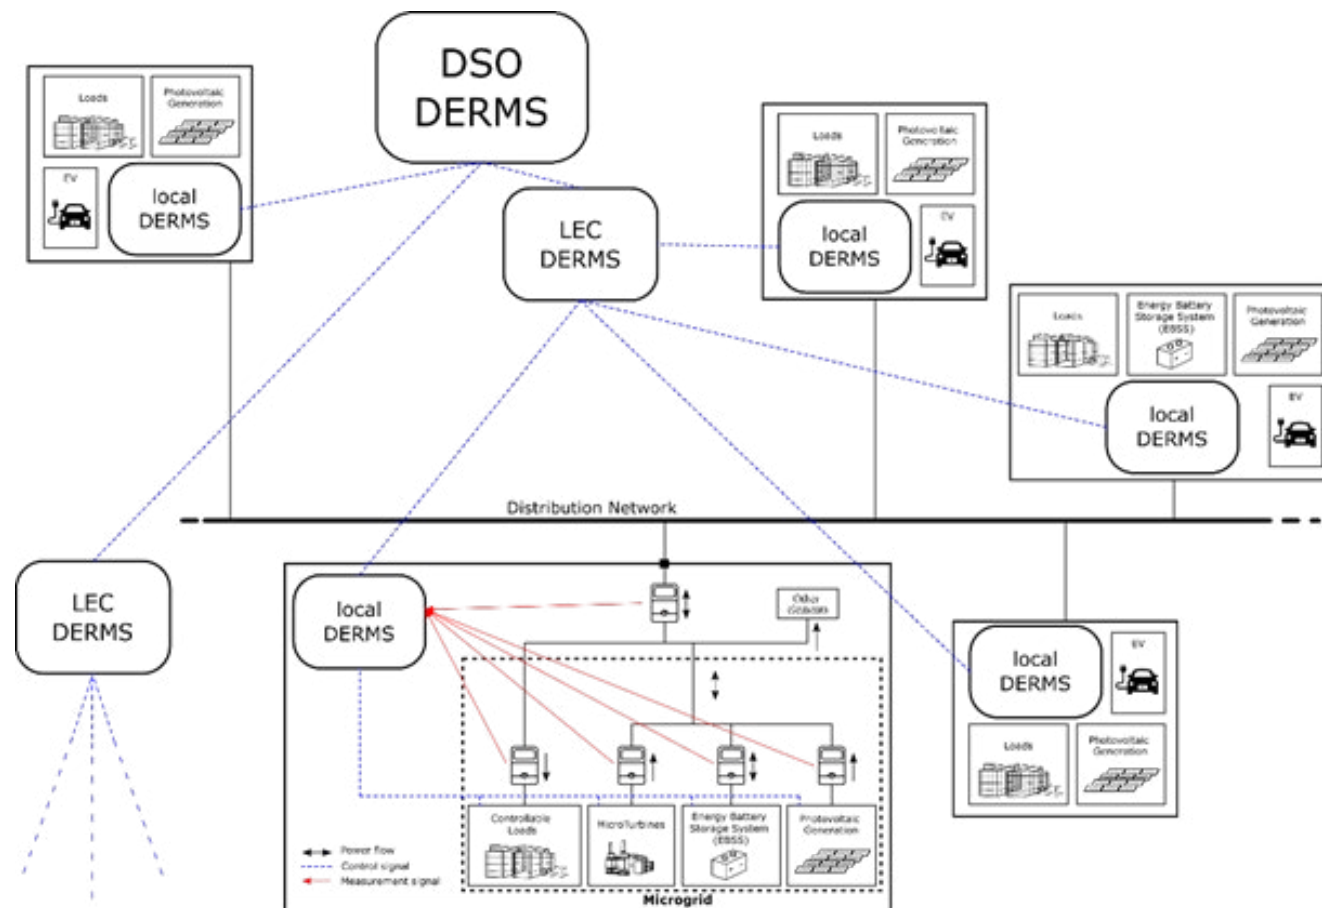 DSO
DERMS
Loads
Photovoltaic
Generation
EV
local
DERMS
LEC
DERMS
Loads
Photovoltaic
Generation
local
DERMS
EV
Loads
Energy Battery
Storage System
(EBSS)
Photovoltaic
Generation
local
DERMS
EV
Distribution Network
LEC
DERMS
local
DERMS
Other
local
DERMS
EV
Loads
Photovoltaic
Generation
Controllable
Loads
MicroTurbines
Energy Battery
Storage System
(EBSS)
Photovoltaic
Generation
Power flow
Control signal
Measurement signal
Microgrid